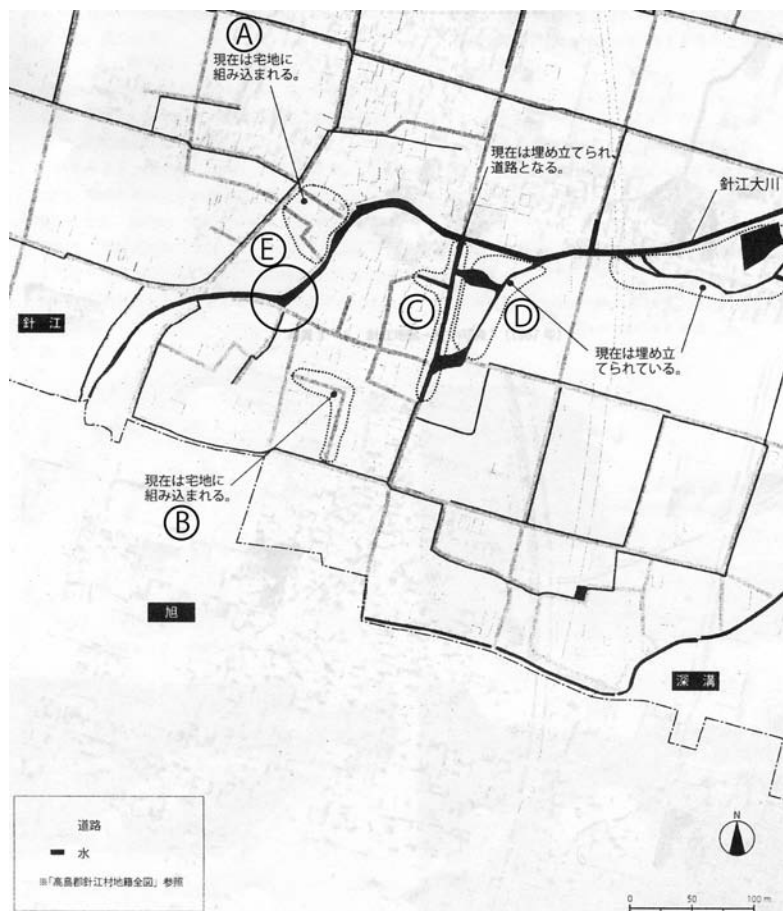 Ⓐ
現在は宅地に
組み込まれる。
現在は埋め立てられ、
道路となる。
針江大川
Ⓔ
Ⓒ
Ⓓ
針 江
現在は埋め立
てられている。
現在は宅地に
組み込まれる。
Ⓑ
旭
深 溝
道路
水
※「高島郡針江村地籍全図」参照
N
0 50 100 m